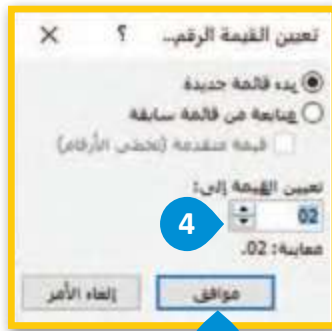 تعيين القيمة الرقم... ؟ ×
بدء قائمة جديدة
متابعة من قائمة سابقة
قيمة متقدمة (تخطي الأرقام)
تعيين القيمة إلى:
02
4
معاينة: 02.
موافق إلغاء الأمر